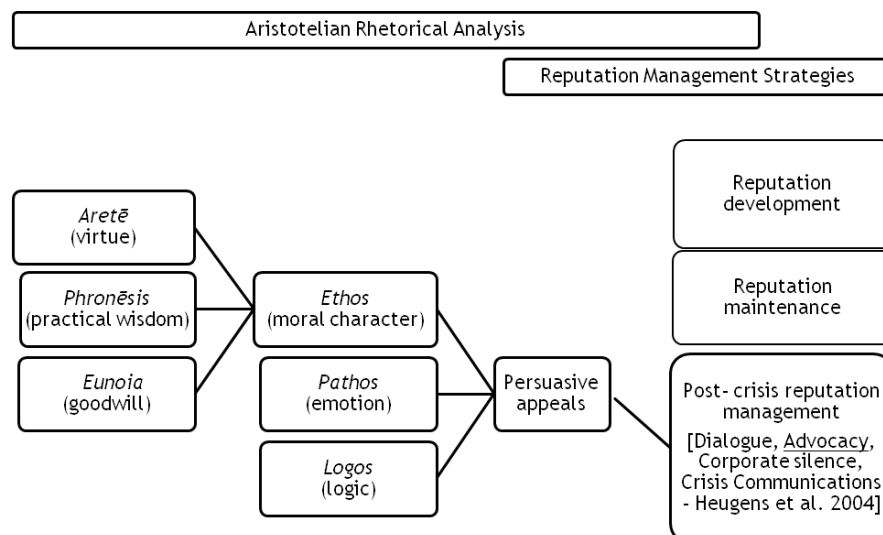 Aristotelian Rhetorical Analysis
Reputation Management Strategies
Aretē
(virtue)
Phronēsis
(practical wisdom)
Eunoia
(goodwill)
Ethos
(moral character)
Pathos
(emotion)
Logos
(logic)
Persuasive
appeals
Reputation
development
Reputation
maintenance
Post- crisis reputation
management
[Dialogue, Advocacy,
Corporate silence,
Crisis Communications
- Heugens et al. 2004]